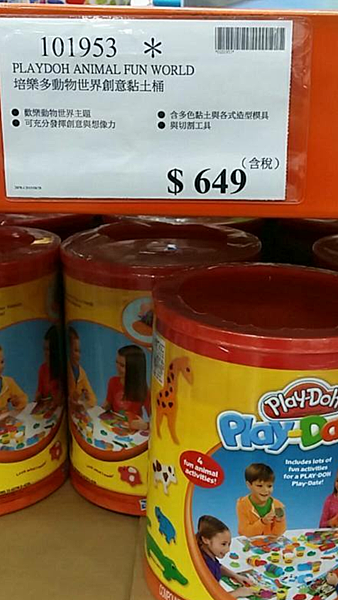 101953 *
PLAYDOH ANIMAL FUN WORLD
培樂多動物世界創意黏土桶
● 歡樂動物世界主題
● 可充分發揮創意與想像力
● 含多色黏土與各式造型模具
● 與切割工具
(含稅)
$ 649
Play-Doh
Play-Da
4 fun animal activities!
Includes lots of
fun activities
for a PLAY-DOH
Play-Date!